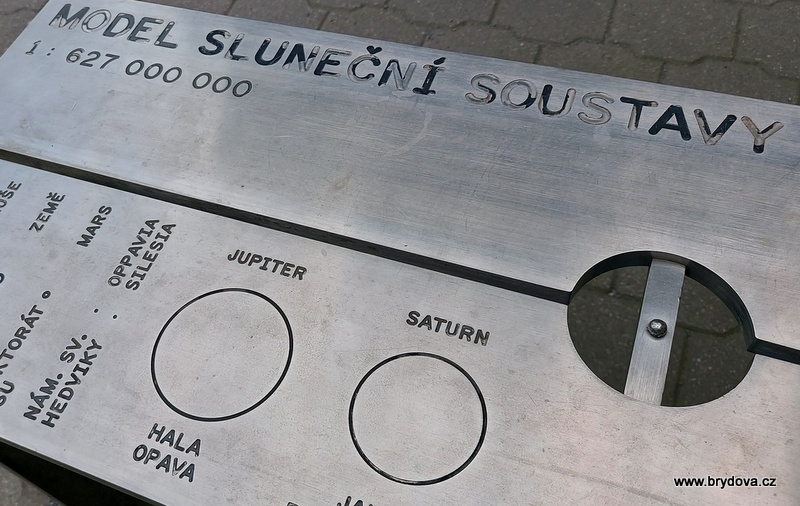 MODEL SLUNEČNÍ SOUSTAVY
1 : 627 000 000
ZEMĚ
MARS
JUPITER
SATURN
NÁM. SV.
HEDVIKY
OPPAVIA
SILESIA
HALA
OPAVA
www.brydova.cz